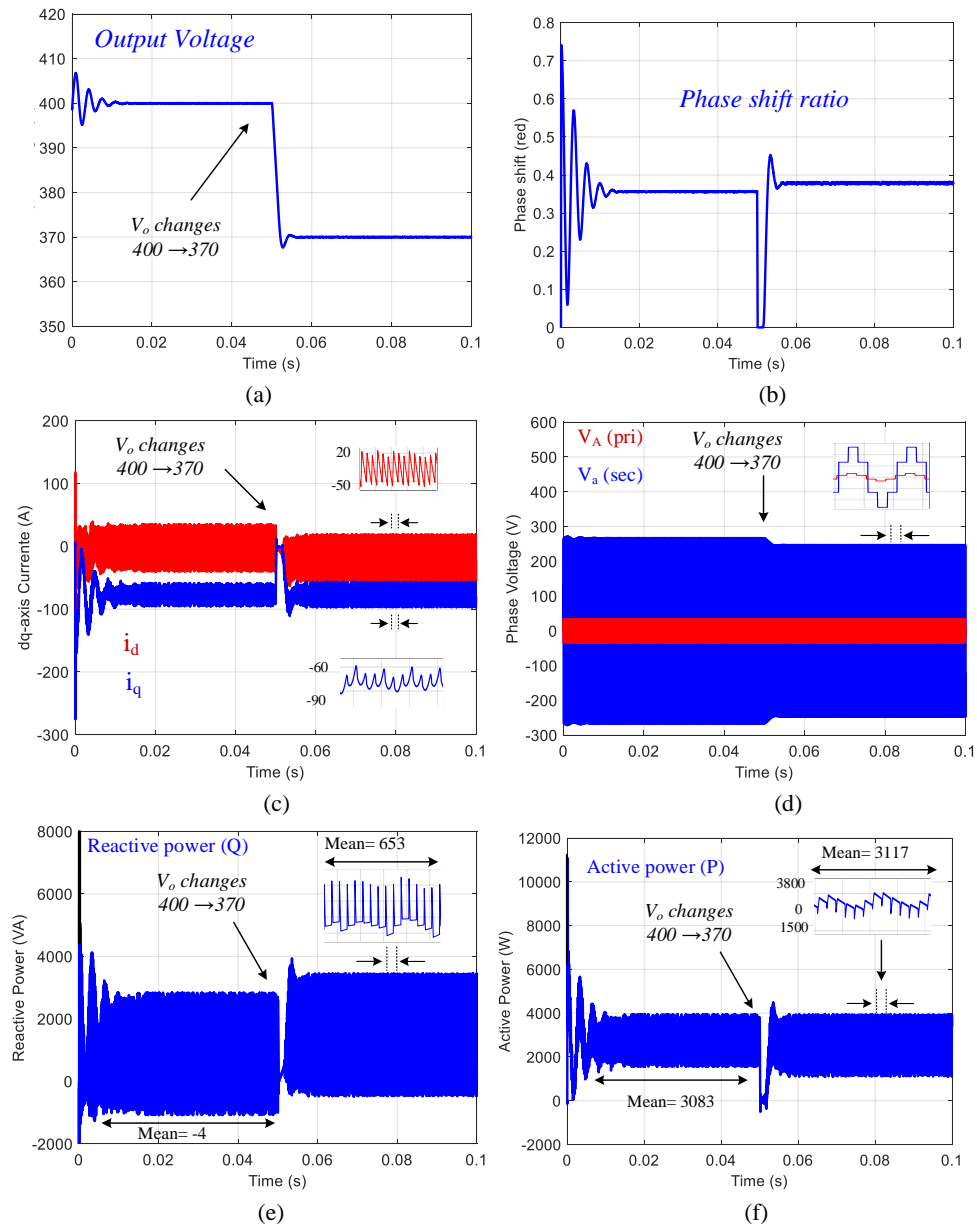 420
410
400
390
380
370
360
350
Output Voltage
Vo changes
400 →370
0
0.02
0.04
0.06
0.08
0.1
Time (s)
(a)
0.8
0.7
0.6
0.5
0.4
0.3
0.2
0.1
0
Phase shift (red)
Phase shift ratio
0
0.02
0.04
0.06
0.08
0.1
Time (s)
(b)
200
100
0
-100
-200
-300
dq-axis Currente (A)
Vo changes
400 →370
20
-50
id
iq
-60
-90
0
0.02
0.04
0.06
0.08
0.1
Time (s)
(c)
600
500
400
300
200
100
0
-100
-200
-300
Phase Voltage (V)
VA (pri)
Va (sec)
Vo changes
400 →370
0
0.02
0.04
0.06
0.08
0.1
Time (s)
(d)
8000
6000
4000
2000
0
-2000
Reactive Power (VA)
Reactive power (Q)
Mean= 653
Vo changes
400 →370
Mean= -4
0
0.02
0.04
0.06
0.08
0.1
Time (s)
(e)
12000
10000
8000
6000
4000
2000
0
-2000
Active Power (W)
Active power (P)
Mean= 3117
3800
0
1500
Vo changes
400 →370
Mean= 3083
0
0.02
0.04
0.06
0.08
0.1
Time (s)
(f)